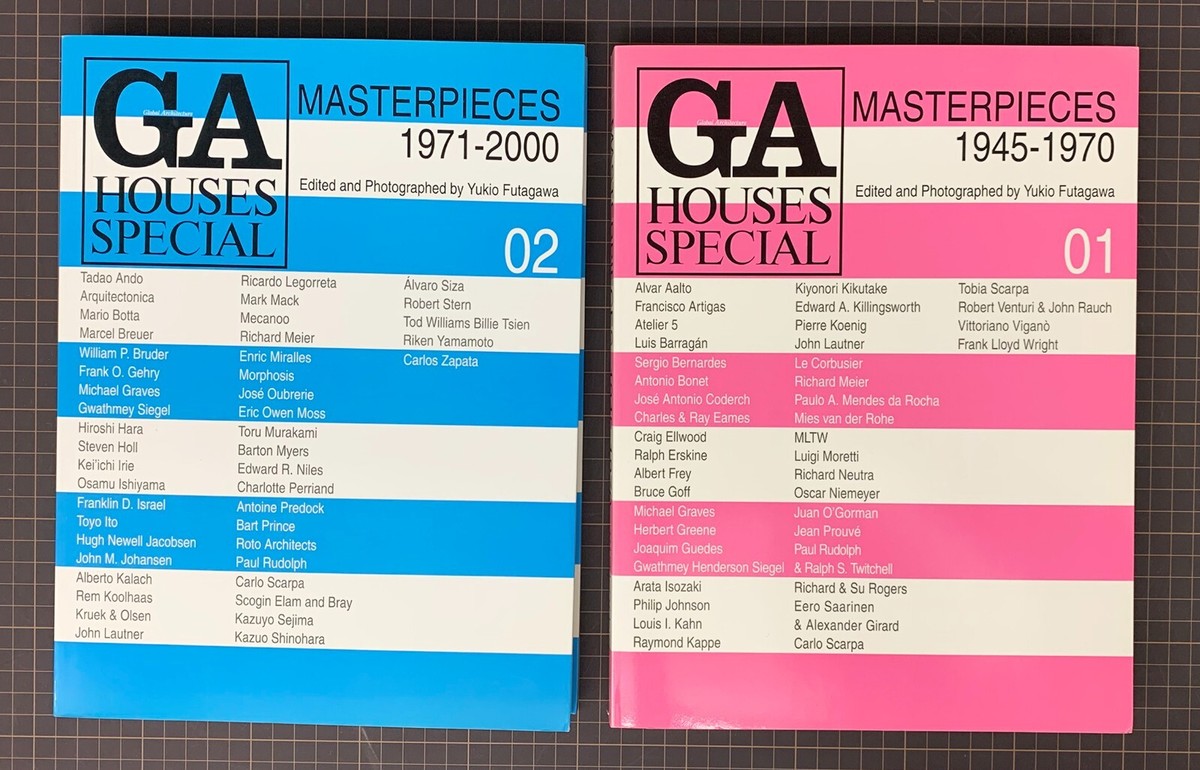 GA
Global Architecture
HOUSES
SPECIAL
MASTERPIECES
1971-2000
Edited and Photographed by Yukio Futagawa
02
Tadao Ando
Arquitectonica
Mario Botta
Marcel Breuer
William P. Bruder
Frank O. Gehry
Michael Graves
Gwathmey Siegel
Hiroshi Hara
Steven Holl
Kei'ichi Irie
Osamu Ishiyama
Franklin D. Israel
Toyo Ito
Hugh Newell Jacobsen
John M. Johansen
Alberto Kalach
Rem Koolhaas
Kruek & Olsen
John Lautner
Ricardo Legorreta
Mark Mack
Mecanoo
Richard Meier
Enric Miralles
Morphosis
José Oubrerie
Eric Owen Moss
Toru Murakami
Barton Myers
Edward R. Niles
Charlotte Perriand
Antoine Predock
Bart Prince
Roto Architects
Paul Rudolph
Carlo Scarpa
Scogin Elam and Bray
Kazuyo Sejima
Kazuo Shinohara
Álvaro Siza
Robert Stern
Tod Williams Billie Tsien
Riken Yamamoto
Carlos Zapata
GA
Global Architecture
HOUSES
SPECIAL
MASTERPIECES
1945-1970
Edited and Photographed by Yukio Futagawa
01
Alvar Aalto
Francisco Artigas
Atelier 5
Luis Barragán
Sergio Bernardes
Antonio Bonet
José Antonio Coderch
Charles & Ray Eames
Craig Ellwood
Ralph Erskine
Albert Frey
Bruce Goff
Michael Graves
Herbert Greene
Joaquim Guedes
Gwathmey Henderson Siegel
Arata Isozaki
Philip Johnson
Louis I. Kahn
Raymond Kappe
Kiyonori Kikutake
Edward A. Killingsworth
Pierre Koenig
John Lautner
Le Corbusier
Richard Meier
Paulo A. Mendes da Rocha
Mies van der Rohe
MLTW
Luigi Moretti
Richard Neutra
Oscar Niemeyer
Juan O'Gorman
Jean Prouvé
Paul Rudolph
& Ralph S. Twitchell
Richard & Su Rogers
Eero Saarinen
& Alexander Girard
Carlo Scarpa
Tobia Scarpa
Robert Venturi & John Rauch
Vittoriano Viganò
Frank Lloyd Wright